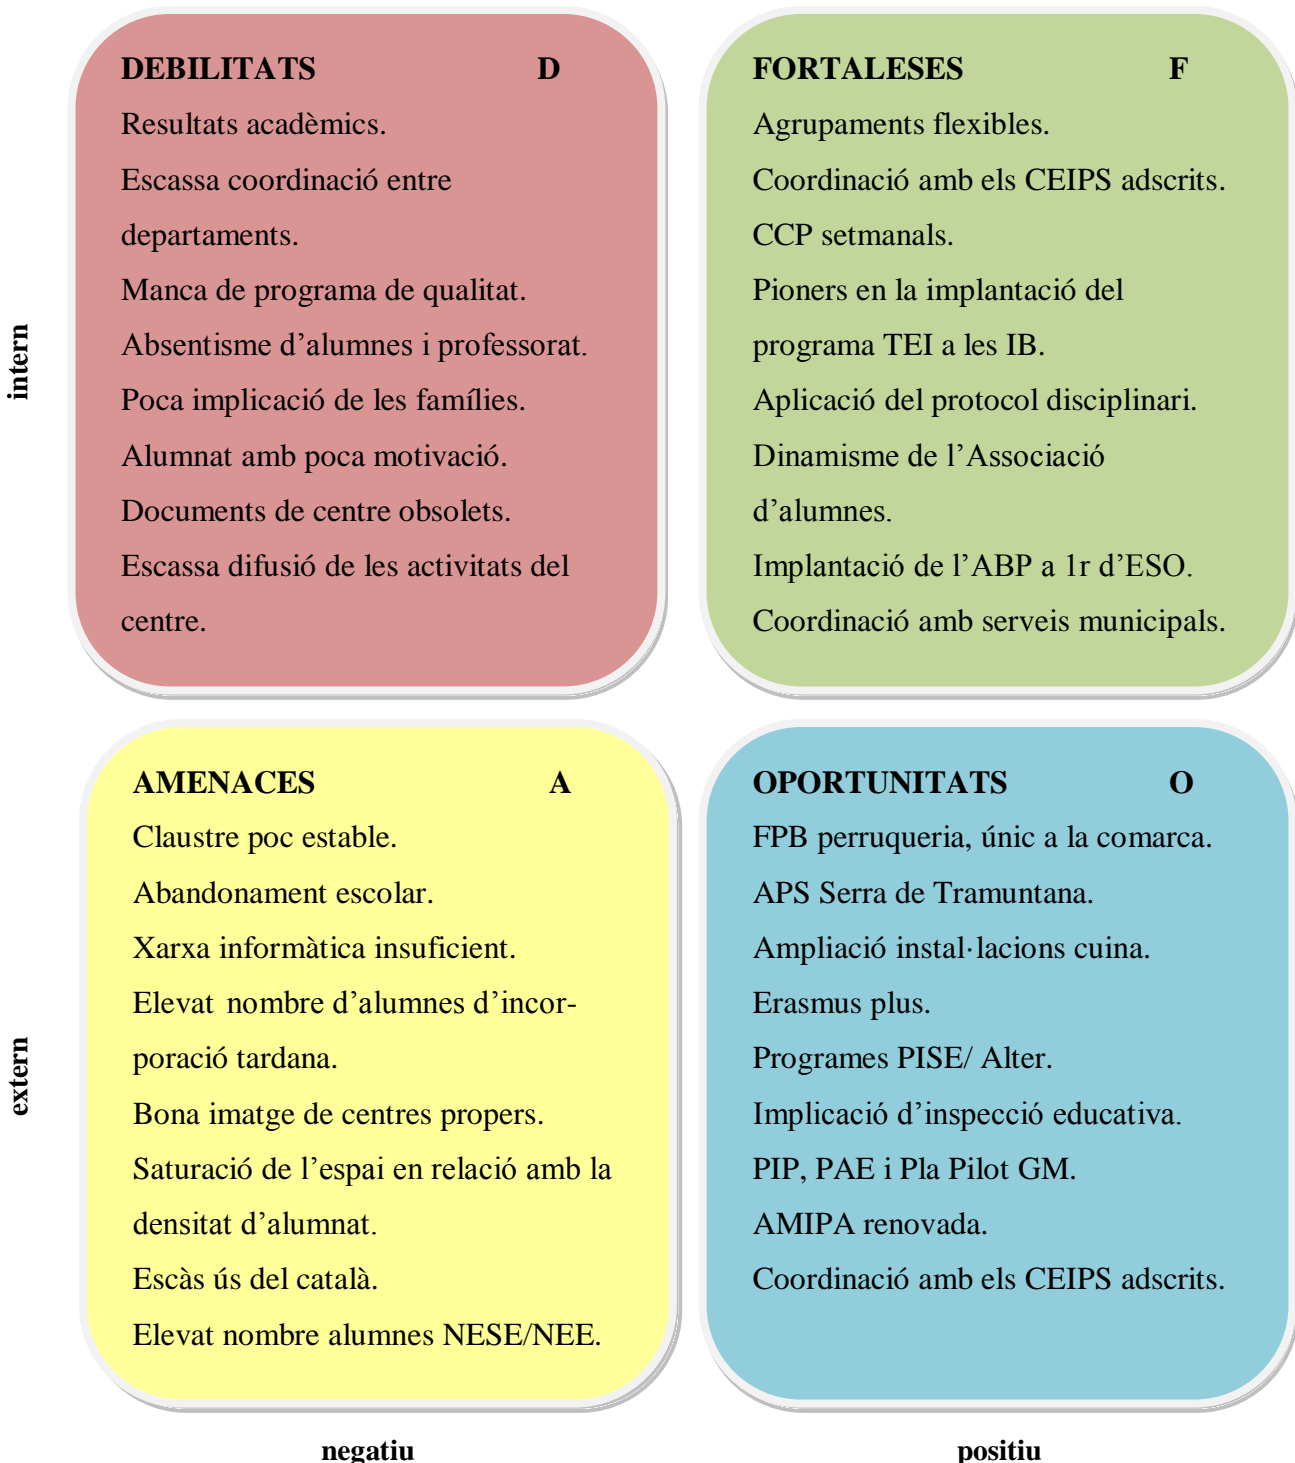 DEBILITATS D
Resultats acadèmics.
Escassa coordinació entre
departaments.
Manca de programa de qualitat.
Absentisme d’alumnes i professorat.
Poca implicació de les famílies.
Alumnat amb poca motivació.
Documents de centre obsolets.
Escassa difusió de les activitats del
centre.
FORTALESES F
Agrupaments flexibles.
Coordinació amb els CEIPS adscrits.
CCP setmanals.
Pioners en la implantació del
programa TEI a les IB.
Aplicació del protocol disciplinari.
Dinamisme de l’Associació
d’alumnes.
Implantació de l’ABP a 1r d’ESO.
Coordinació amb serveis municipals.
intern
AMENACES A
Claustre poc estable.
Abandonament escolar.
Xarxa informàtica insuficient.
Elevat nombre d’alumnes d’incor-
poració tardana.
Bona imatge de centres propers.
Saturació de l’espai en relació amb la
densitat d’alumnat.
Escàs ús del català.
Elevat nombre alumnes NESE/NEE.
OPORTUNITATS O
FPB perruqueria, únic a la comarca.
APS Serra de Tramuntana.
Ampliació instal·lacions cuina.
Erasmus plus.
Programes PISE/ Alter.
Implicació d’inspecció educativa.
PIP, PAE i Pla Pilot GM.
AMIPA renovada.
Coordinació amb els CEIPS adscrits.
extern
negatiu
positiu